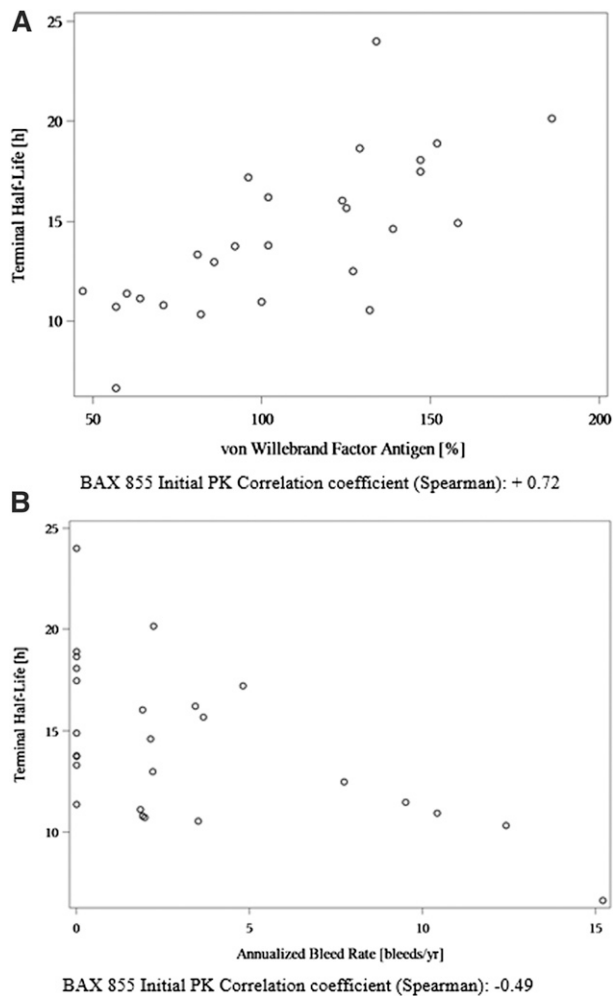 A
25
20
15
10
Terminal Half-Life [h]
50 100 150 200
von Willebrand Factor Antigen [%]
BAX 855 Initial PK Correlation coefficient (Spearman): + 0.72
B
25
20
15
10
Terminal Half-Life [h]
0 5 10 15
Annualized Bleed Rate [bleeds/yr]
BAX 855 Initial PK Correlation coefficient (Spearman): -0.49